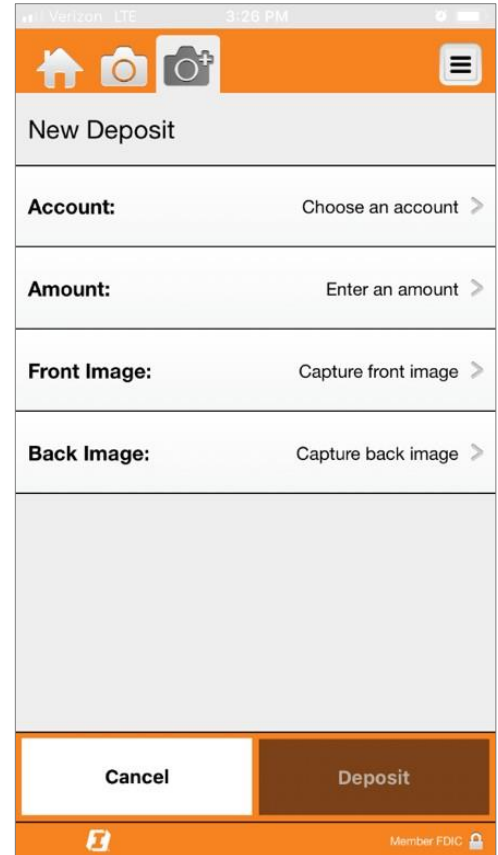 Verizon LTE 3:26 PM
New Deposit
Account: Choose an account >
Amount: Enter an amount >
Front Image: Capture front image >
Back Image: Capture back image >
Cancel Deposit
Member FDIC